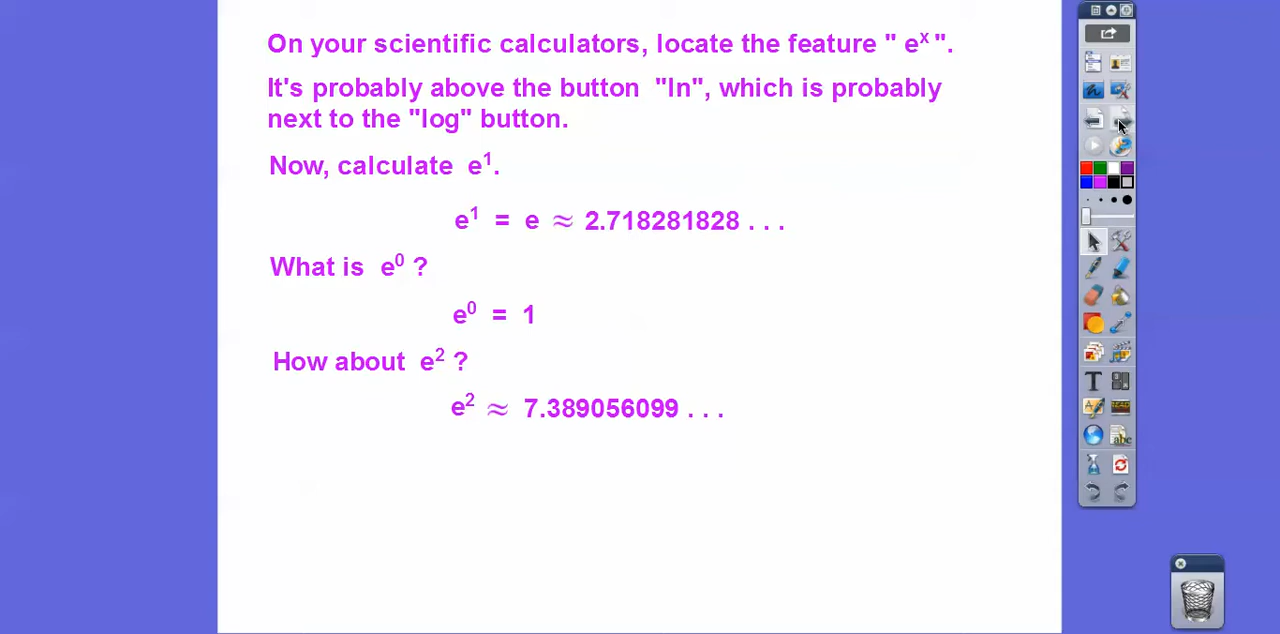 On your scientific calculators, locate the feature " eˣ ".
It's probably above the button "ln", which is probably
next to the "log" button.
Now, calculate e¹.
e¹ = e ≈ 2.718281828 . . .
What is e⁰ ?
e⁰ = 1
How about e² ?
e² ≈ 7.389056099 . . .